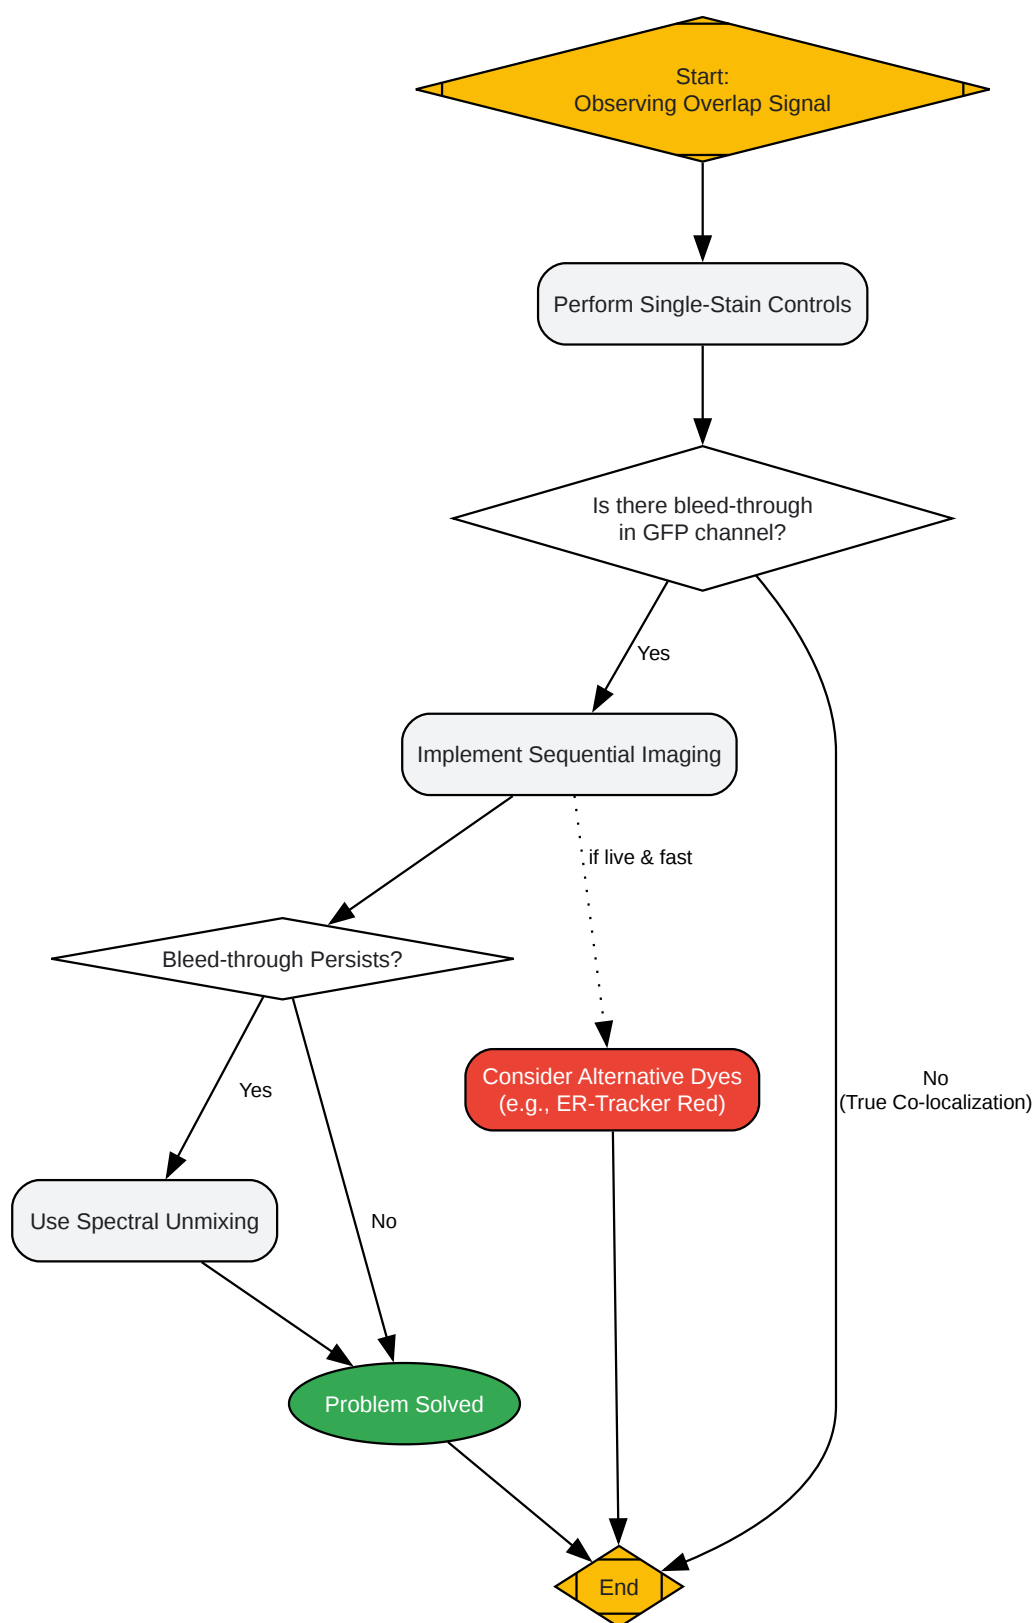 Start:
Observing Overlap Signal
Perform Single-Stain Controls
Is there bleed-through
in GFP channel?
Yes
Implement Sequential Imaging
if live & fast
Bleed-through Persists?
Consider Alternative Dyes
(e.g., ER-Tracker Red)
No
(True Co-localization)
Yes
Use Spectral Unmixing
No
Problem Solved
End